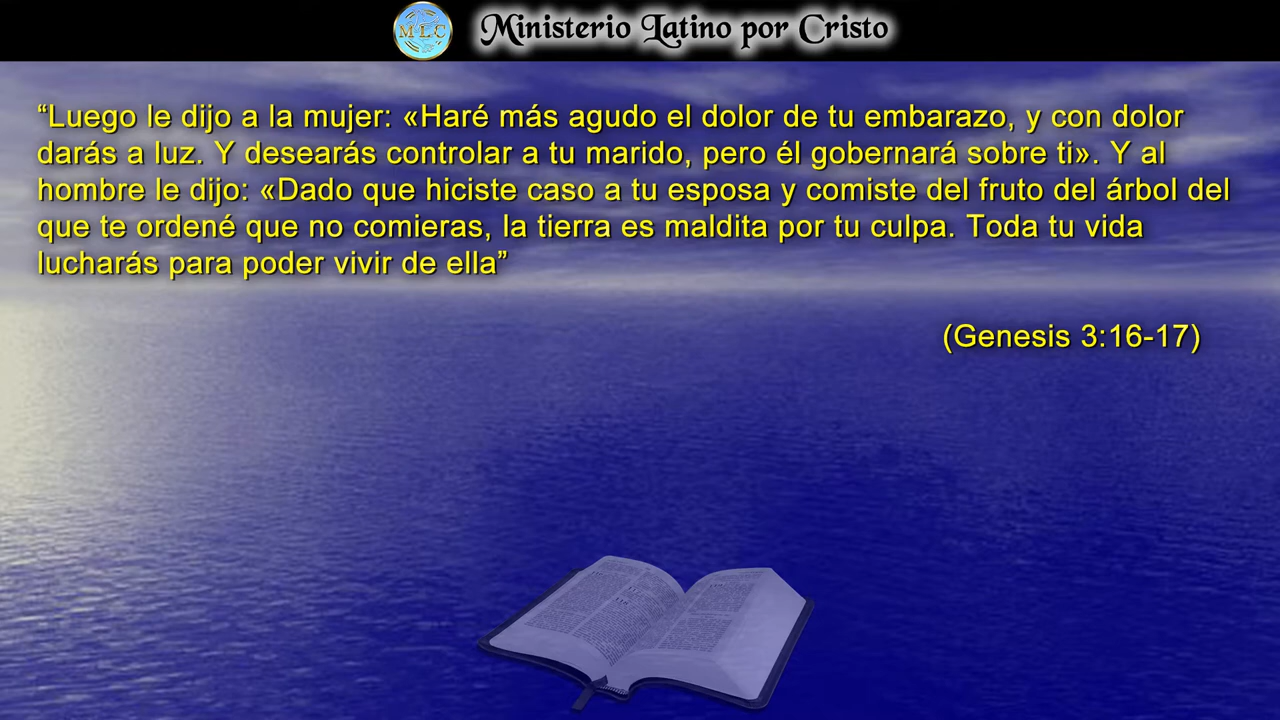 MLC
Ministerio Latino por Cristo
“Luego le dijo a la mujer: «Haré más agudo el dolor de tu embarazo, y con dolor
darás a luz. Y desearás controlar a tu marido, pero él gobernará sobre ti». Y al
hombre le dijo: «Dado que hiciste caso a tu esposa y comiste del fruto del árbol del
que te ordené que no comieras, la tierra es maldita por tu culpa. Toda tu vida
lucharás para poder vivir de ella”
(Genesis 3:16-17)